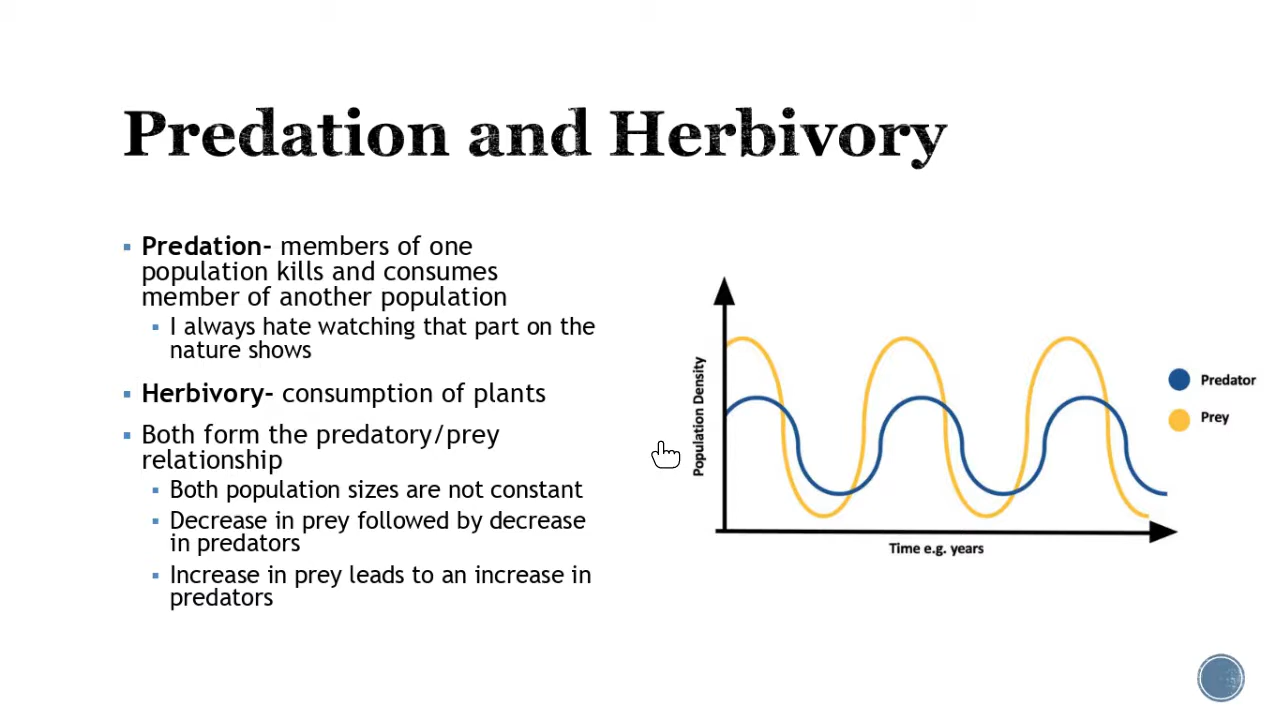 Predation and Herbivory
Predation- members of one
population kills and consumes
member of another population
I always hate watching that part on the
nature shows
Herbivory- consumption of plants
Both form the predatory/prey
relationship
Both population sizes are not constant
Decrease in prey followed by decrease
in predators
Increase in prey leads to an increase in
predators
Population Density
Time e.g. years
Predator
Prey